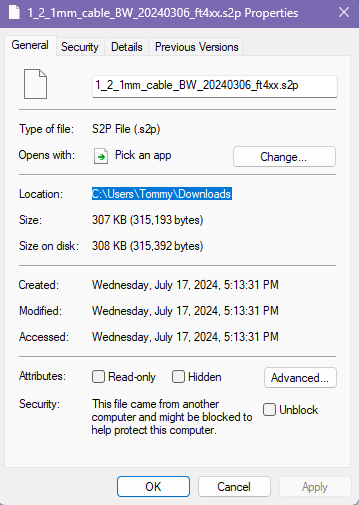 1_2_1mm_cable_BW_20240306_ft4xx.s2p Properties
General Security Details Previous Versions
1_2_1mm_cable_BW_20240306_ft4xx.s2p
Type of file: S2P File (.s2p)
Opens with: Pick an app Change...
Location: C:\Users\Tommy\Downloads
Size: 307 KB (315,193 bytes)
Size on disk: 308 KB (315,392 bytes)
Created: Wednesday, July 17, 2024, 5:13:31 PM
Modified: Wednesday, July 17, 2024, 5:13:31 PM
Accessed: Wednesday, July 17, 2024, 5:13:31 PM
Attributes: Read-only Hidden Advanced...
Security: This file came from another
computer and might be blocked to
help protect this computer.
Unblock
OK Cancel Apply